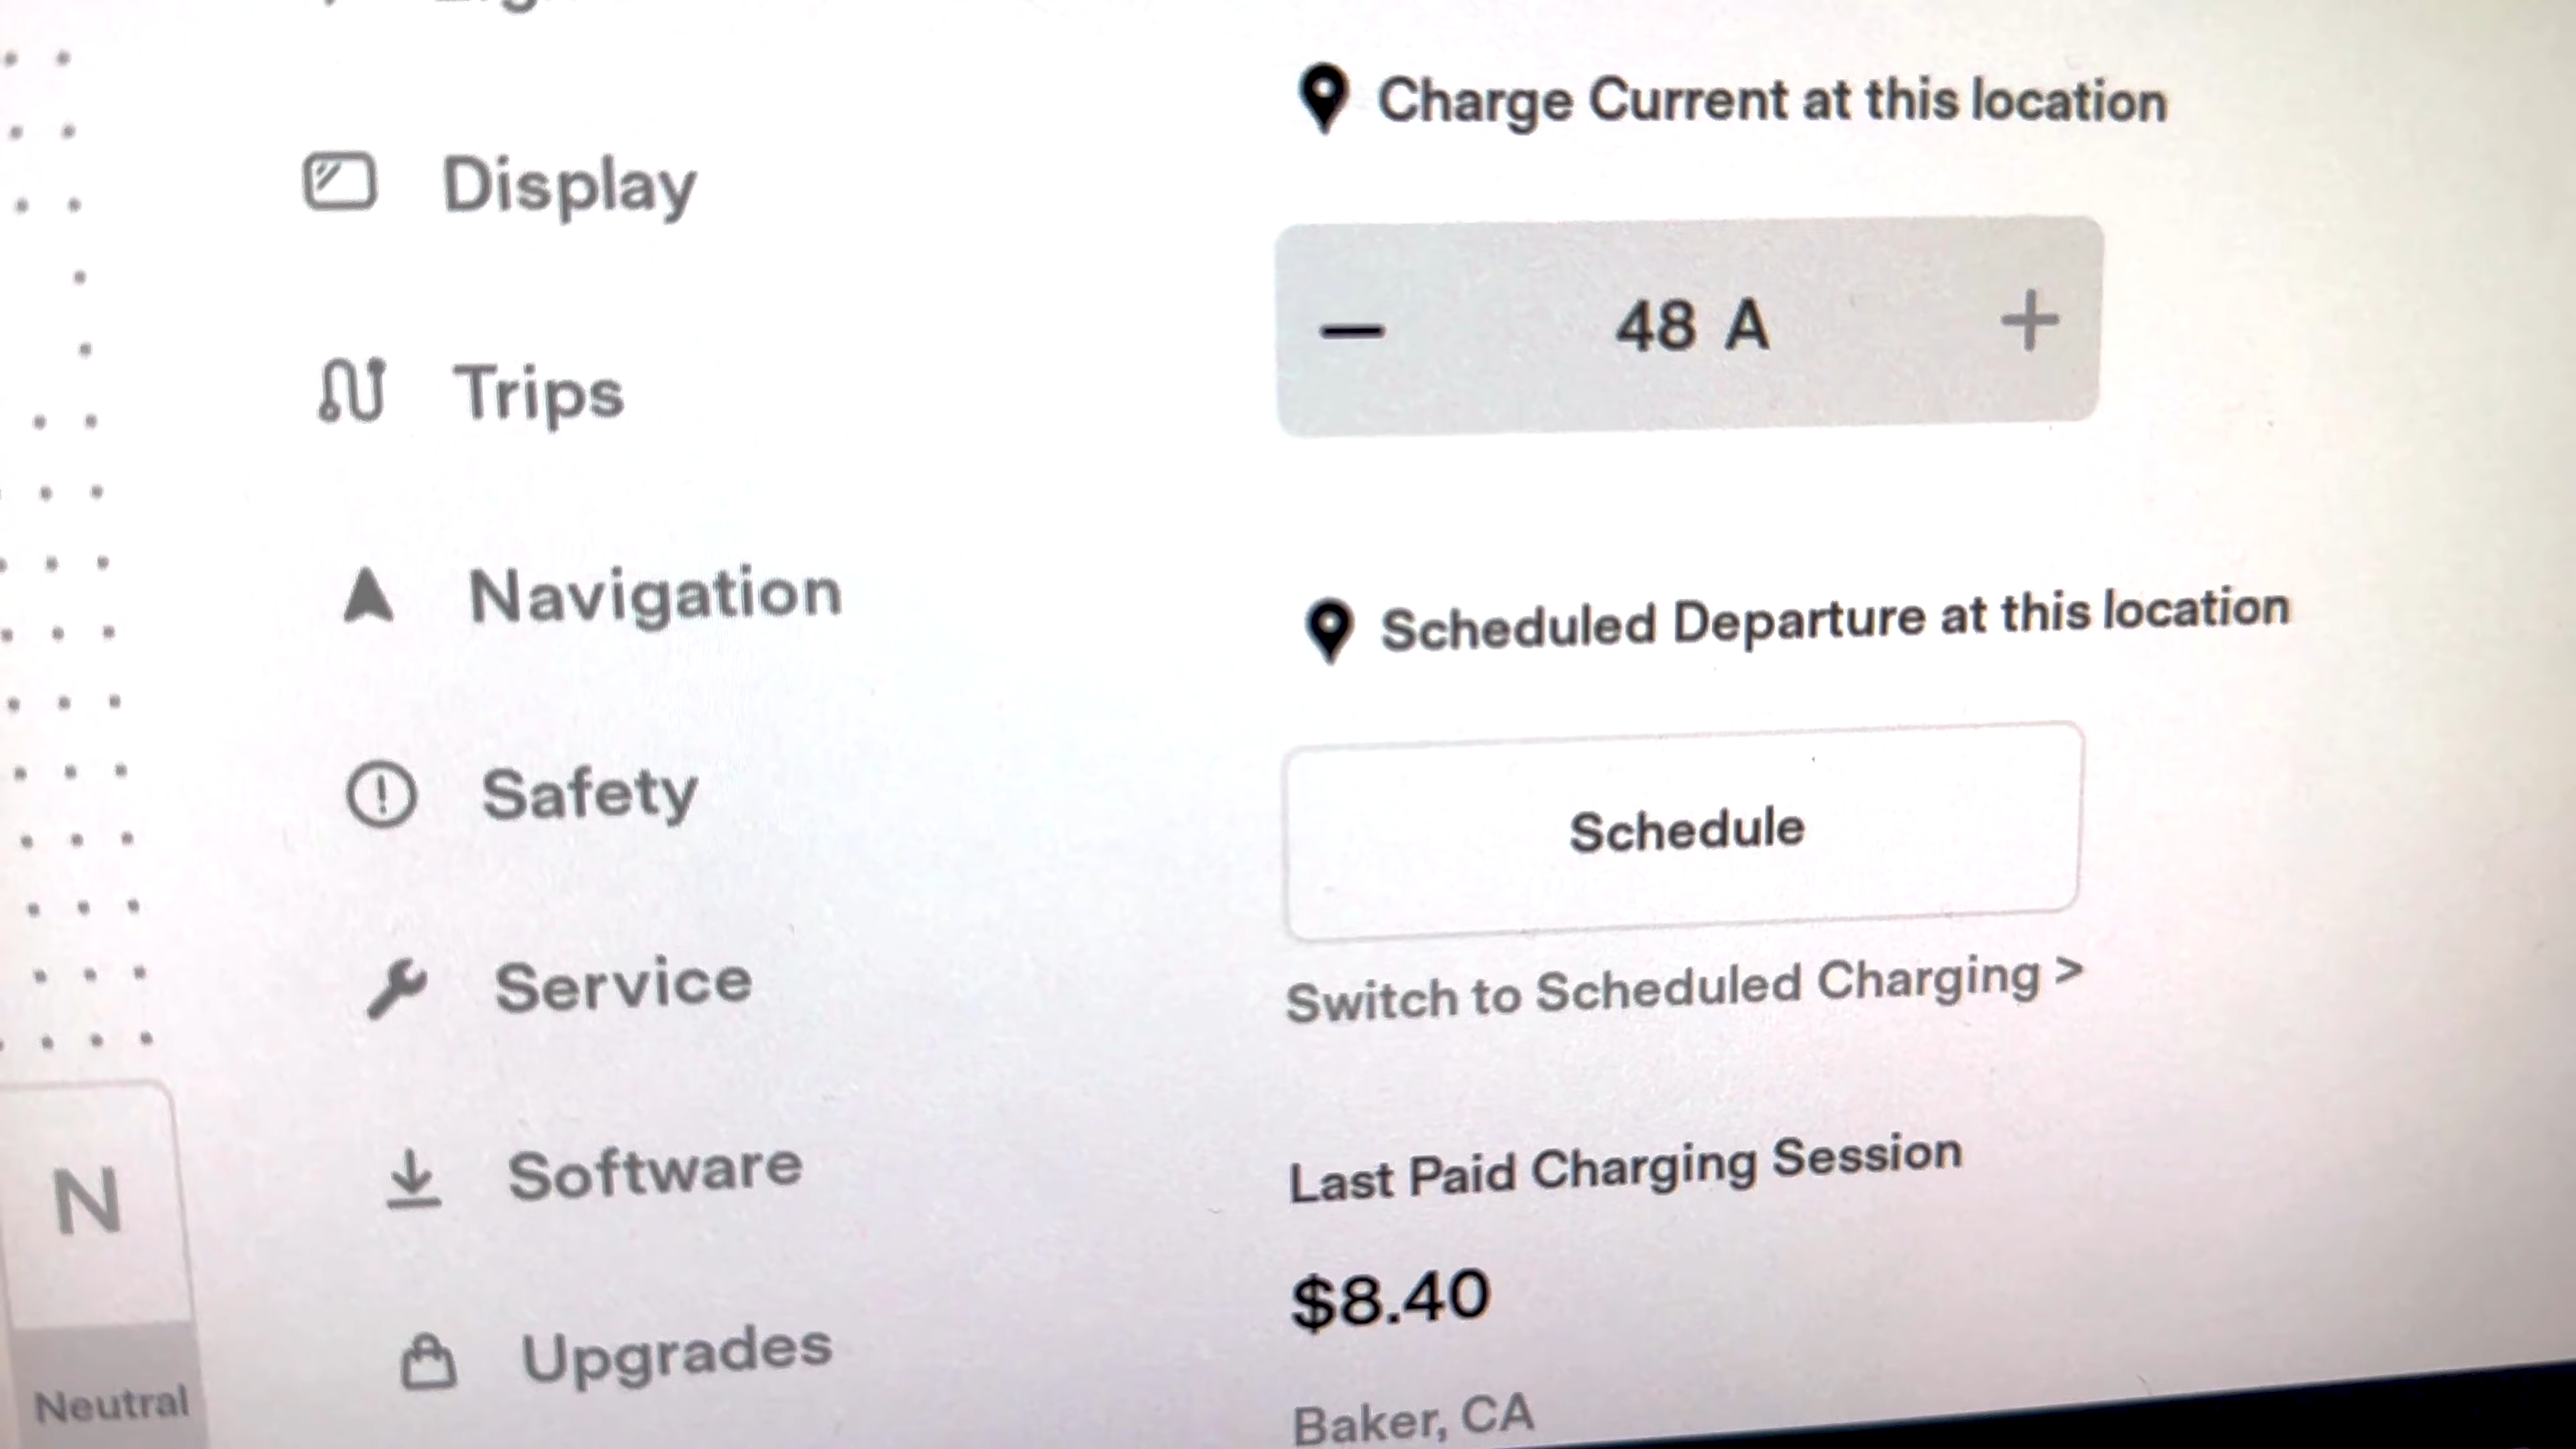 Display
Trips
Navigation
Safety
Service
Software
Upgrades
N
Neutral
Charge Current at this location
48 A
Scheduled Departure at this location
Schedule
Switch to Scheduled Charging >
Last Paid Charging Session
$8.40
Baker, CA